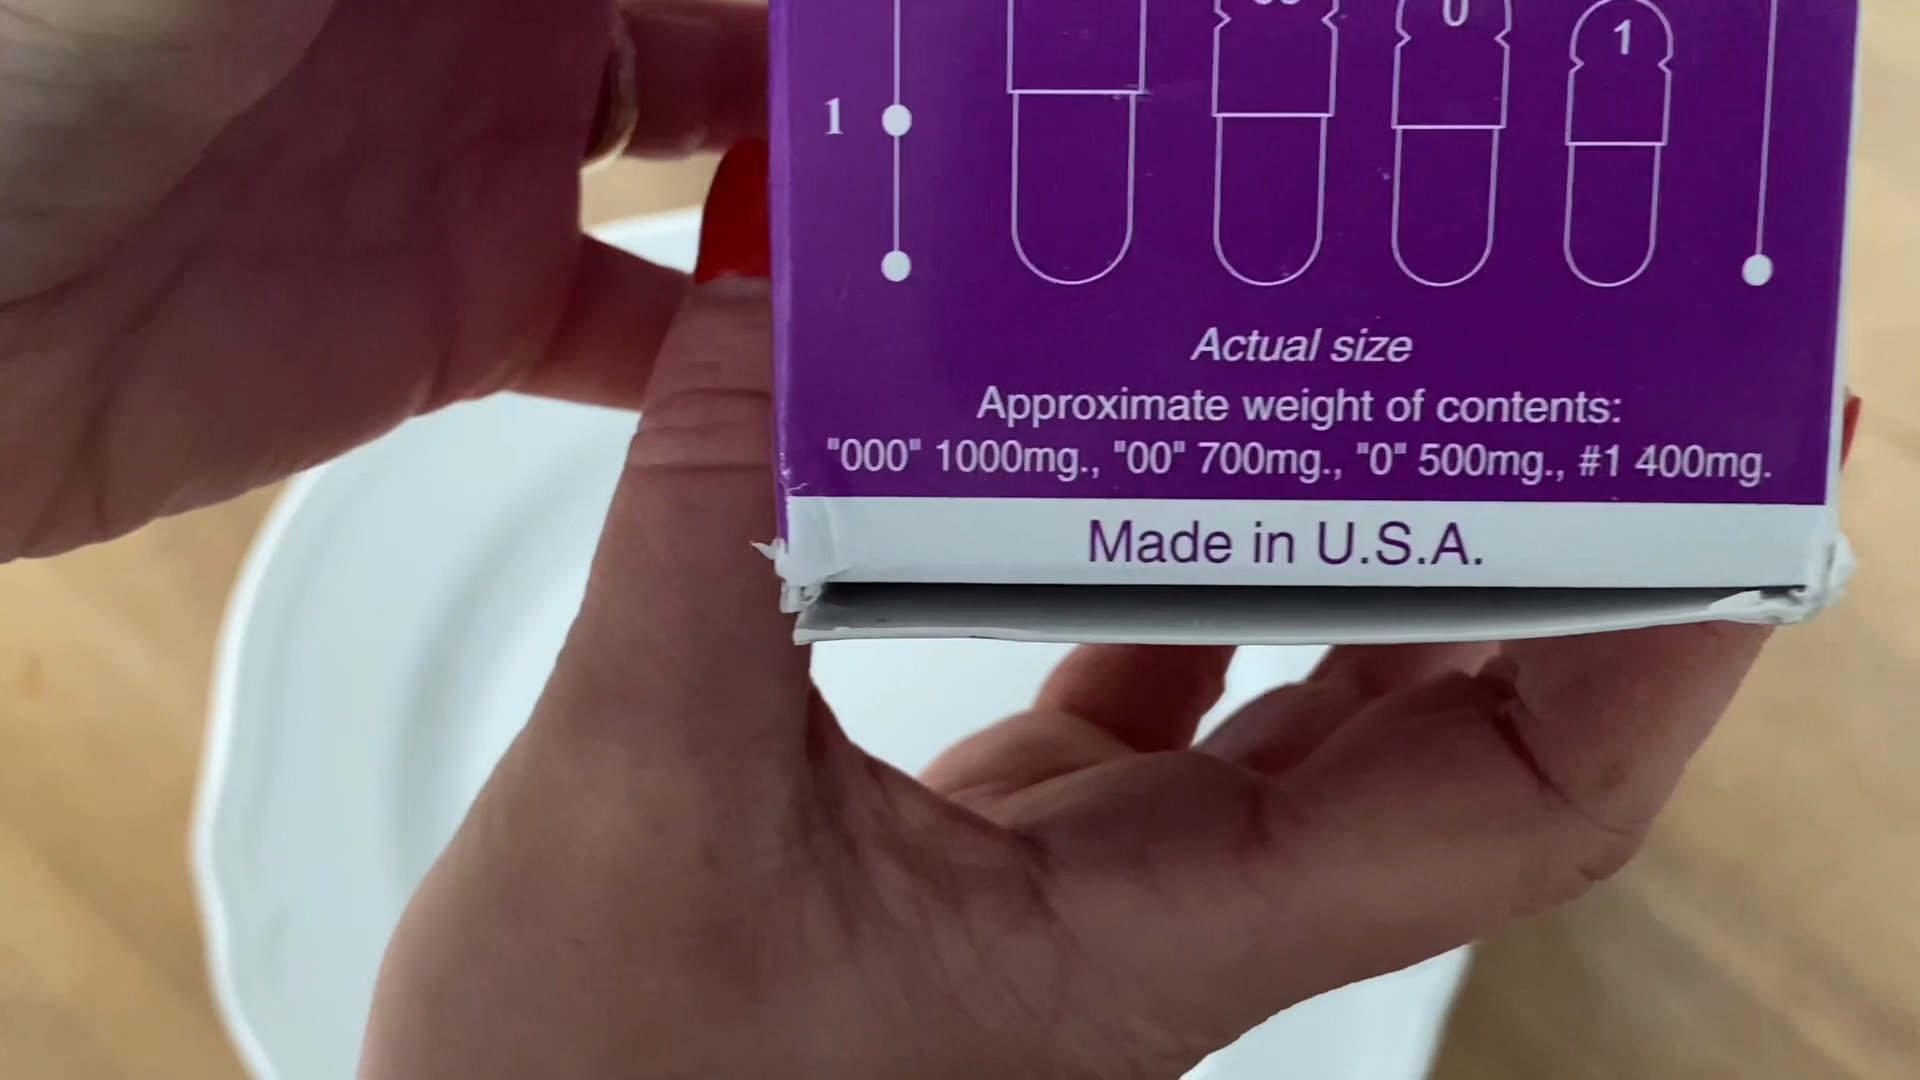 0
1
1
Actual size
Approximate weight of contents:
"000" 1000mg., "00" 700mg., "0" 500mg., #1 400mg.
Made in U.S.A.